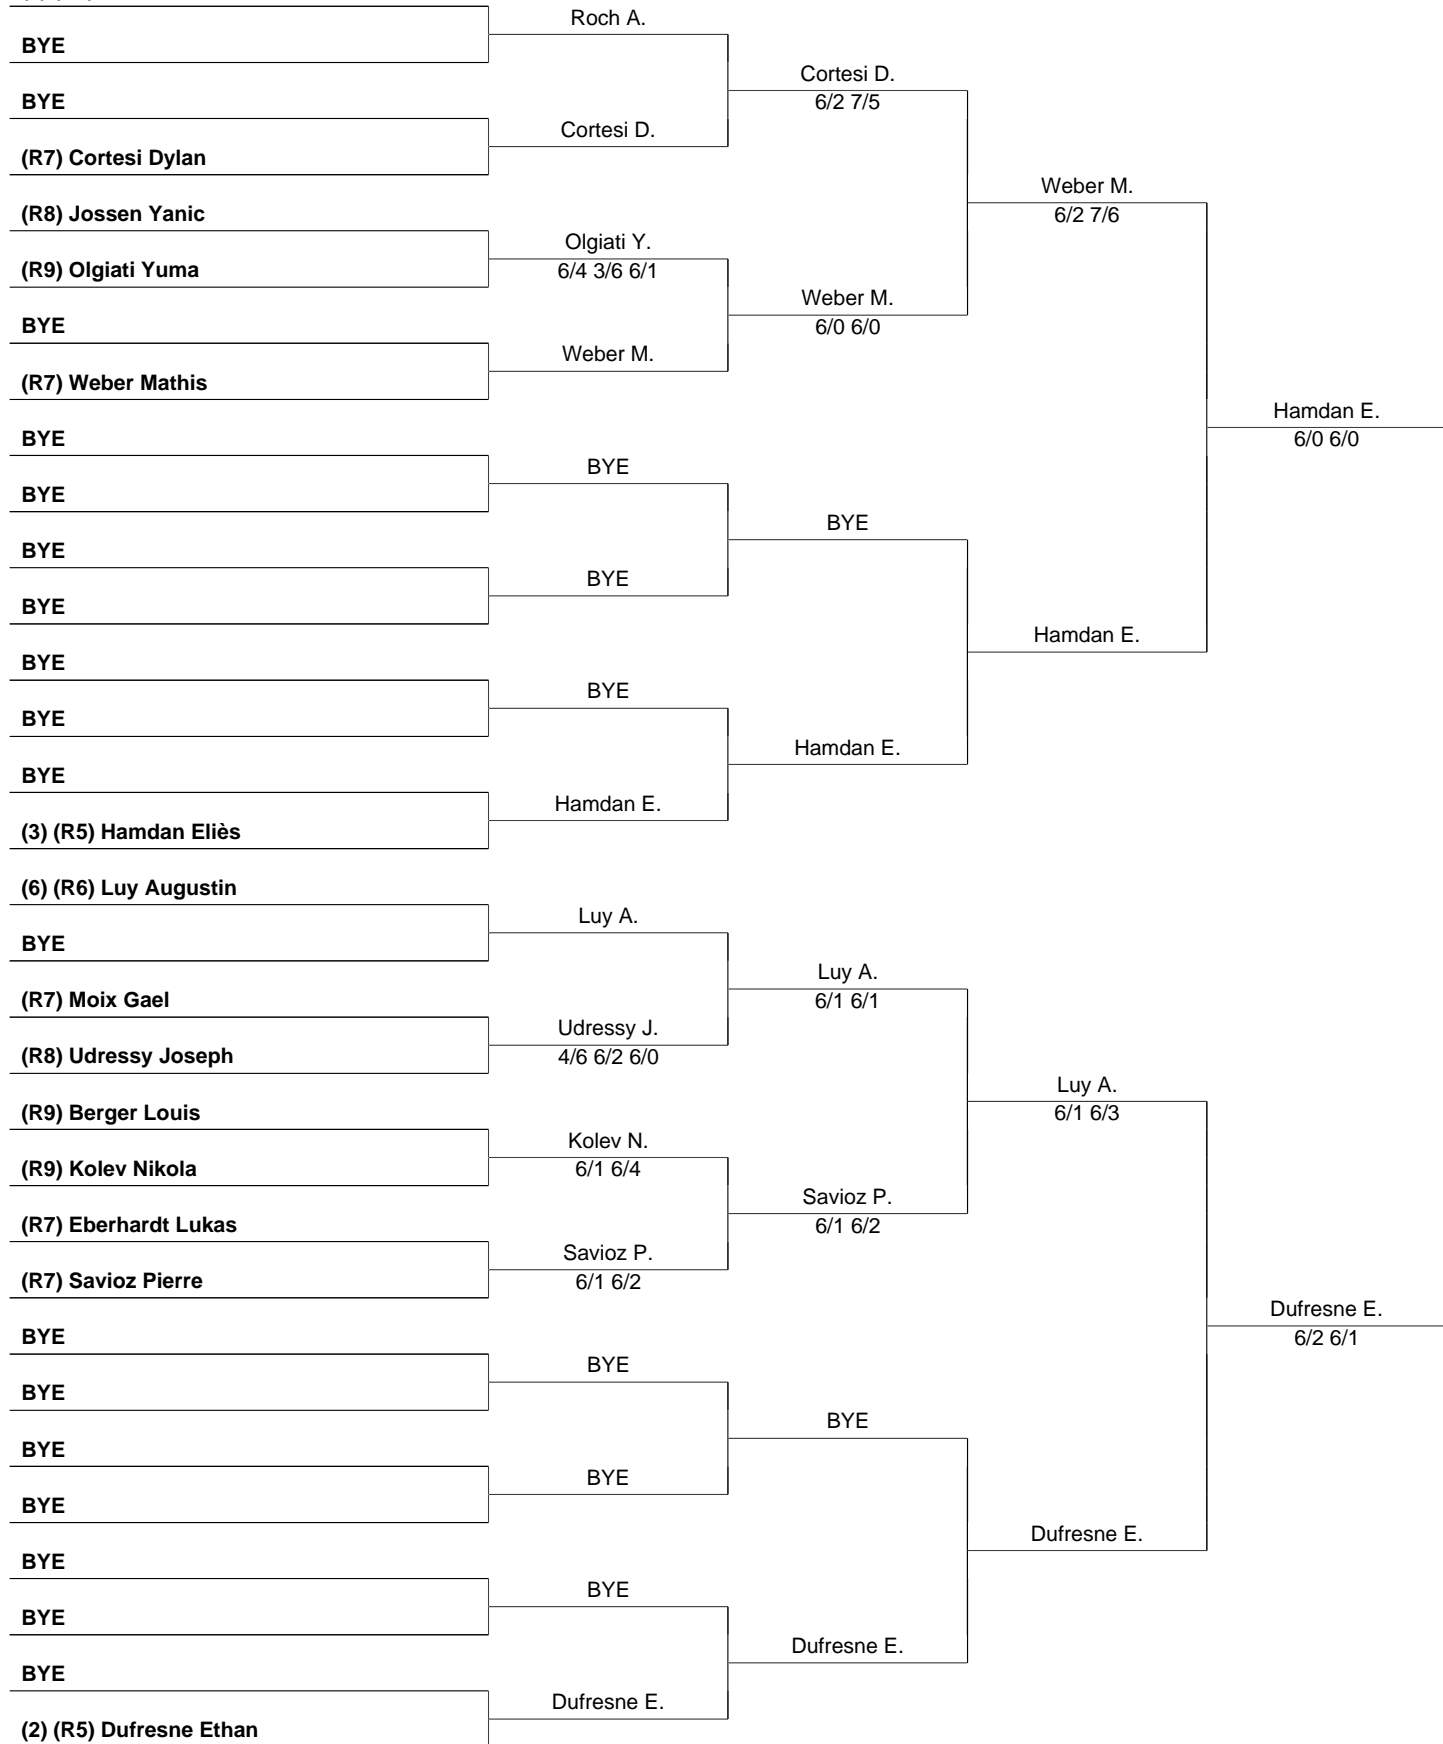 Roch A.
BYE
Cortesi D.
BYE
6/2 7/5
Cortesi D.
(R7) Cortesi Dylan
Weber M.
(R8) Jossen Yanic
6/2 7/6
Olgiati Y.
(R9) Olgiati Yuma
6/4 3/6 6/1
Weber M.
BYE
6/0 6/0
Weber M.
(R7) Weber Mathis
Hamdan E.
BYE
6/0 6/0
BYE
BYE
BYE
BYE
BYE
BYE
Hamdan E.
BYE
BYE
BYE
Hamdan E.
BYE
Hamdan E.
(3) (R5) Hamdan Eliès
(6) (R6) Luy Augustin
Luy A.
BYE
Luy A.
(R7) Moix Gael
6/1 6/1
Udressy J.
(R8) Udressy Joseph
4/6 6/2 6/0
Luy A.
(R9) Berger Louis
6/1 6/3
Kolev N.
(R9) Kolev Nikola
6/1 6/4
Savioz P.
(R7) Eberhardt Lukas
6/1 6/2
Savioz P.
(R7) Savioz Pierre
6/1 6/2
Dufresne E.
BYE
6/2 6/1
BYE
BYE
BYE
BYE
BYE
BYE
Dufresne E.
BYE
BYE
BYE
Dufresne E.
BYE
Dufresne E.
(2) (R5) Dufresne Ethan